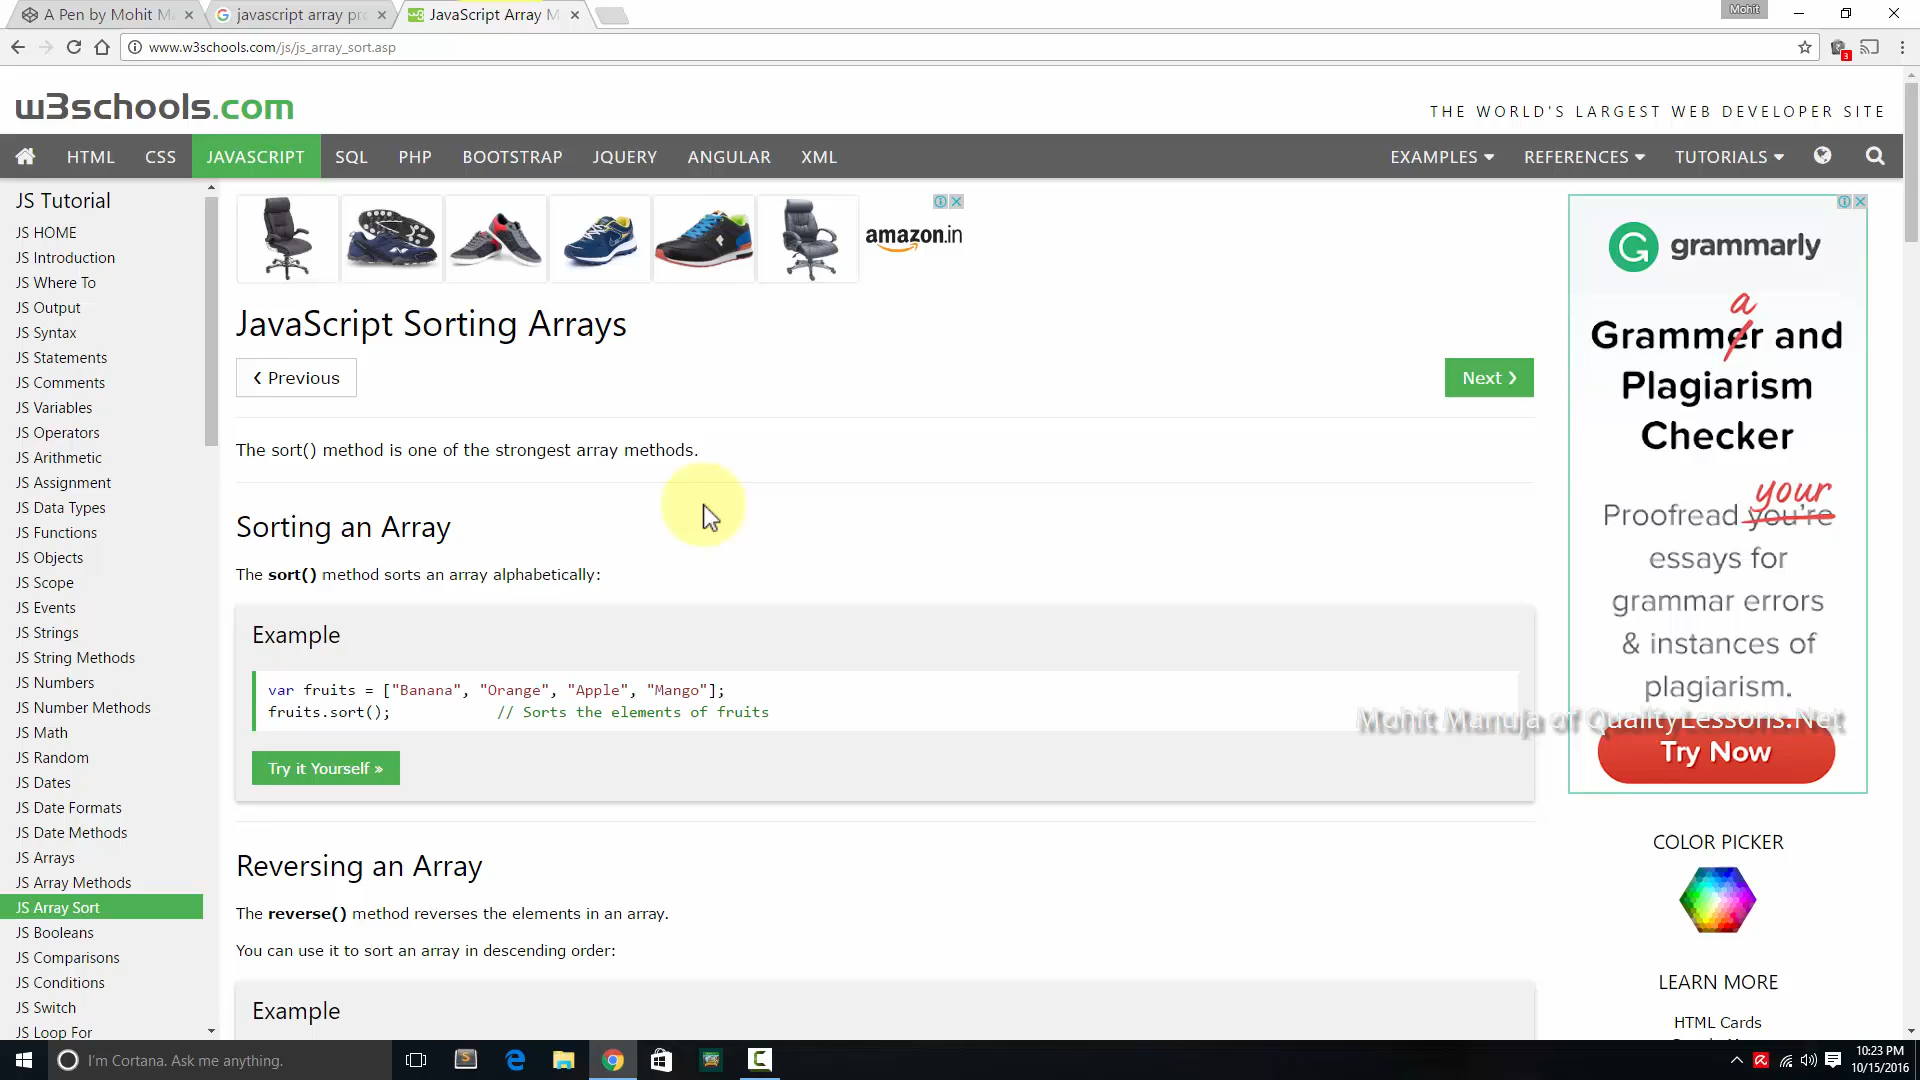 A Pen by Mohit M
javascript array pr
JavaScript Array M
Mohit
www.w3schools.com/js/js_array_sort.asp
3
w3schools.com
THE WORLD'S LARGEST WEB DEVELOPER SITE
HTML CSS JAVASCRIPT SQL PHP BOOTSTRAP JQUERY ANGULAR XML EXAMPLES REFERENCES TUTORIALS
JS Tutorial
JS HOME
JS Introduction
JS Where To
JS Output
JS Syntax
JS Statements
JS Comments
JS Variables
JS Operators
JS Arithmetic
JS Assignment
JS Data Types
JS Functions
JS Objects
JS Scope
JS Events
JS Strings
JS String Methods
JS Numbers
JS Number Methods
JS Math
JS Random
JS Dates
JS Date Formats
JS Date Methods
JS Arrays
JS Array Methods
JS Array Sort
JS Booleans
JS Comparisons
JS Conditions
JS Switch
JS Loop For
amazon.in
JavaScript Sorting Arrays
❮ Previous
Next ❯
The sort() method is one of the strongest array methods.
Sorting an Array
The sort() method sorts an array alphabetically:
Example
var fruits = ["Banana", "Orange", "Apple", "Mango"];
fruits.sort();            // Sorts the elements of fruits
Try it Yourself »
Reversing an Array
The reverse() method reverses the elements in an array.
You can use it to sort an array in descending order:
Example
grammarly
a
Grammer and
Plagiarism
Checker
your
Proofread you're
essays for
grammar errors
& instances of
plagiarism.
Mohit Manuja of QualityLessons.Net
Try Now
COLOR PICKER
LEARN MORE
HTML Cards
I'm Cortana. Ask me anything.
10:23 PM
10/15/2016